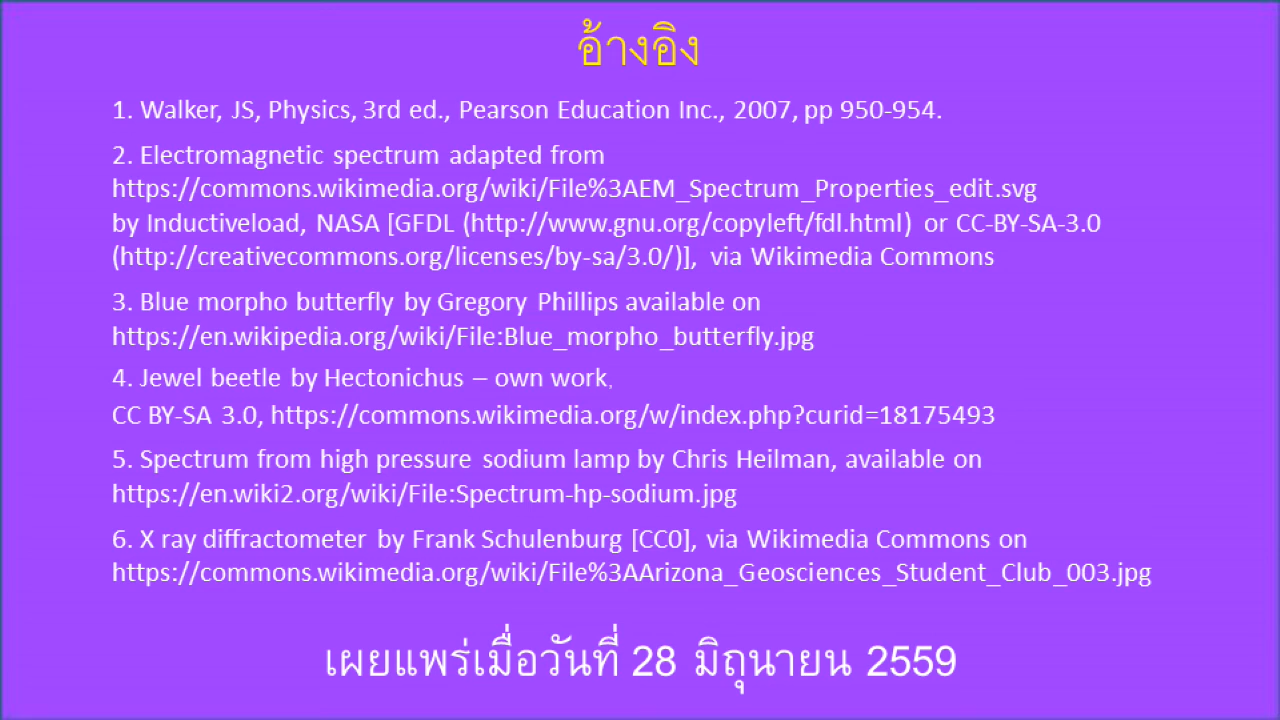 อ้างอิง
1. Walker, JS, Physics, 3rd ed., Pearson Education Inc., 2007, pp 950-954.
2. Electromagnetic spectrum adapted from
https://commons.wikimedia.org/wiki/File%3AEM_Spectrum_Properties_edit.svg
by Inductiveload, NASA [GFDL (http://www.gnu.org/copyleft/fdl.html) or CC-BY-SA-3.0
(http://creativecommons.org/licenses/by-sa/3.0/)], via Wikimedia Commons
3. Blue morpho butterfly by Gregory Phillips available on
https://en.wikipedia.org/wiki/File:Blue_morpho_butterfly.jpg
4. Jewel beetle by Hectonichus – own work,
CC BY-SA 3.0, https://commons.wikimedia.org/w/index.php?curid=18175493
5. Spectrum from high pressure sodium lamp by Chris Heilman, available on
https://en.wiki2.org/wiki/File:Spectrum-hp-sodium.jpg
6. X ray diffractometer by Frank Schulenburg [CC0], via Wikimedia Commons on
https://commons.wikimedia.org/wiki/File%3AArizona_Geosciences_Student_Club_003.jpg
เผยแพร่เมื่อวันที่ 28 มิถุนายน 2559